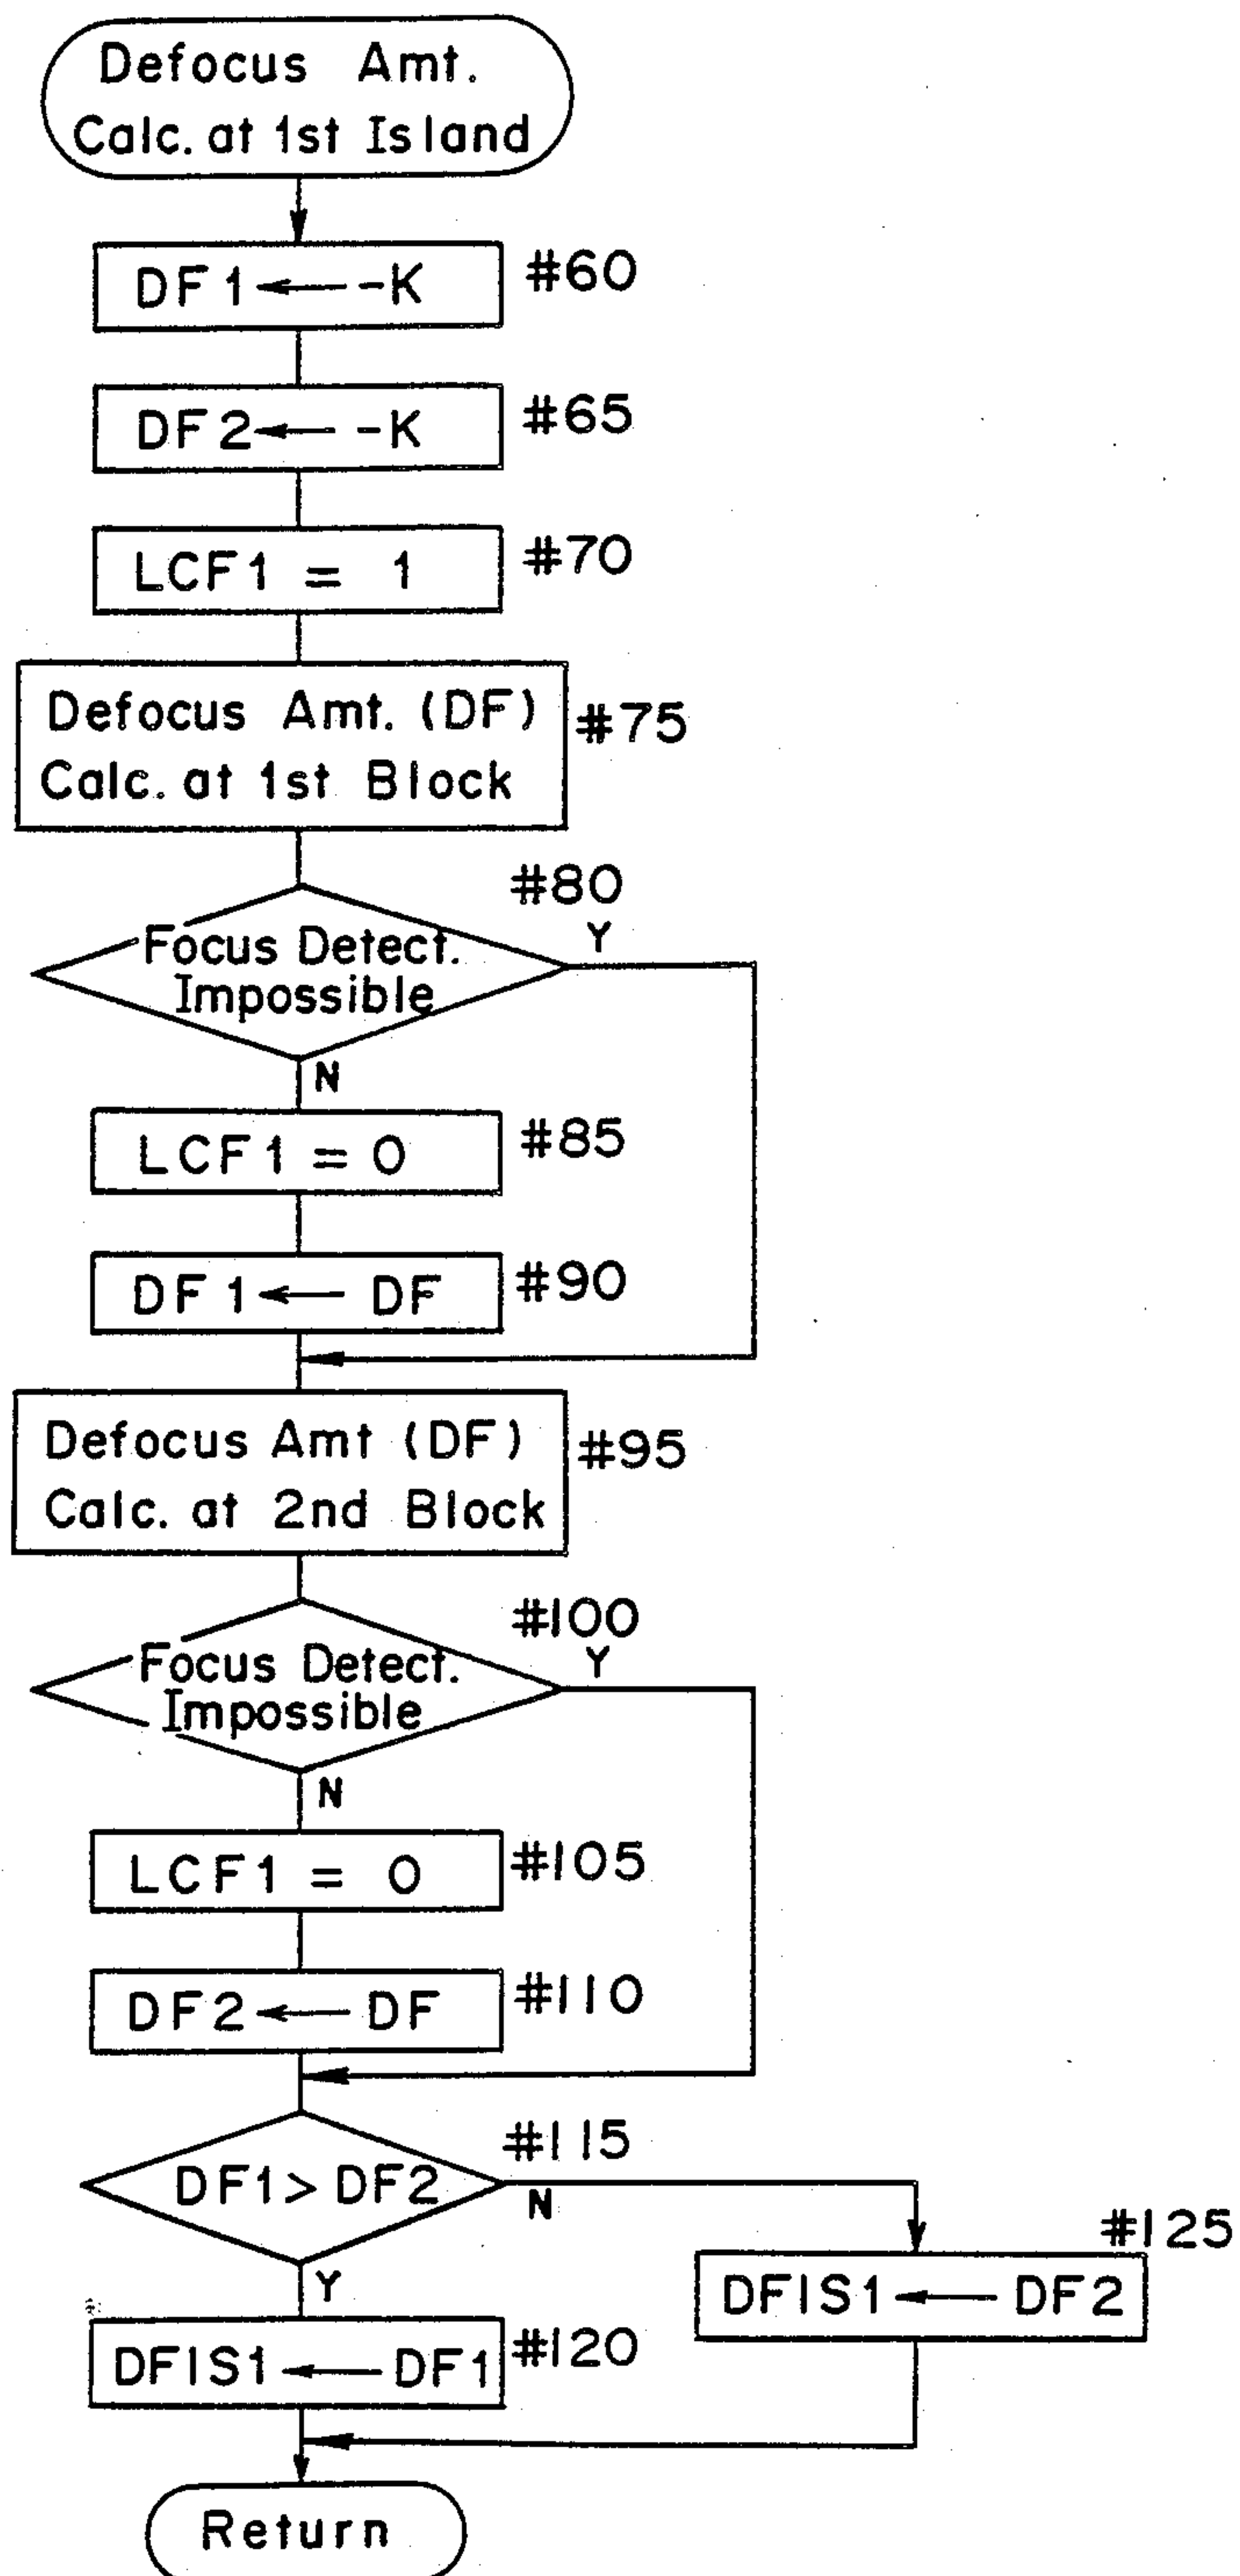 Defocus Amt.
Calc. at 1st Island
DF1 ← -K
#60
DF2 ← -K
#65
LCF1 = 1
#70
Defocus Amt. (DF)
Calc. at 1st Block
#75
#80
Focus Detect.
Impossible
Y
N
LCF1 = 0
#85
DF1 ← DF
#90
Defocus Amt (DF)
Calc. at 2nd Block
#95
#100
Focus Detect.
Impossible
Y
N
LCF1 = 0
#105
DF2 ← DF
#110
#115
DF1 > DF2
N
Y
#125
DFIS1 ← DF2
DFIS1 ← DF1
#120
Return